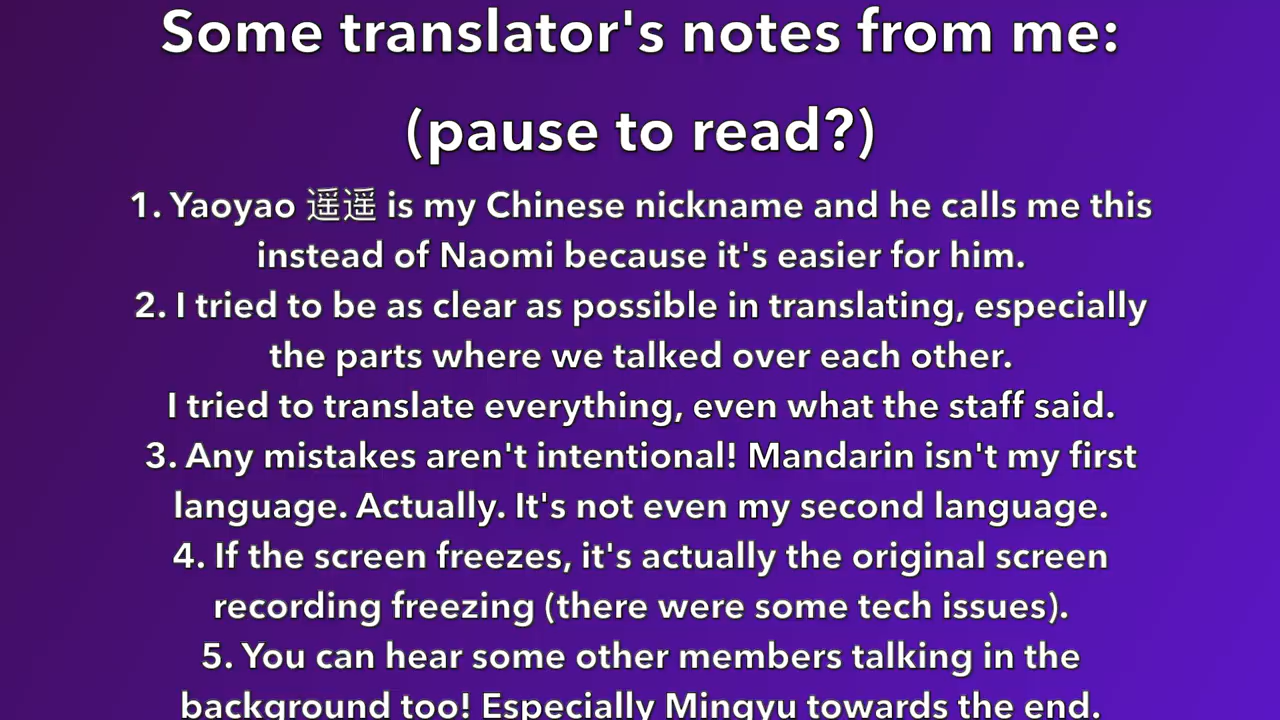 Some translator's notes from me:
(pause to read?)
1. Yaoyao 遥遥 is my Chinese nickname and he calls me this
instead of Naomi because it's easier for him.
2. I tried to be as clear as possible in translating, especially
the parts where we talked over each other.
I tried to translate everything, even what the staff said.
3. Any mistakes aren't intentional! Mandarin isn't my first
language. Actually. It's not even my second language.
4. If the screen freezes, it's actually the original screen
recording freezing (there were some tech issues).
5. You can hear some other members talking in the
background too! Especially Mingyu towards the end.